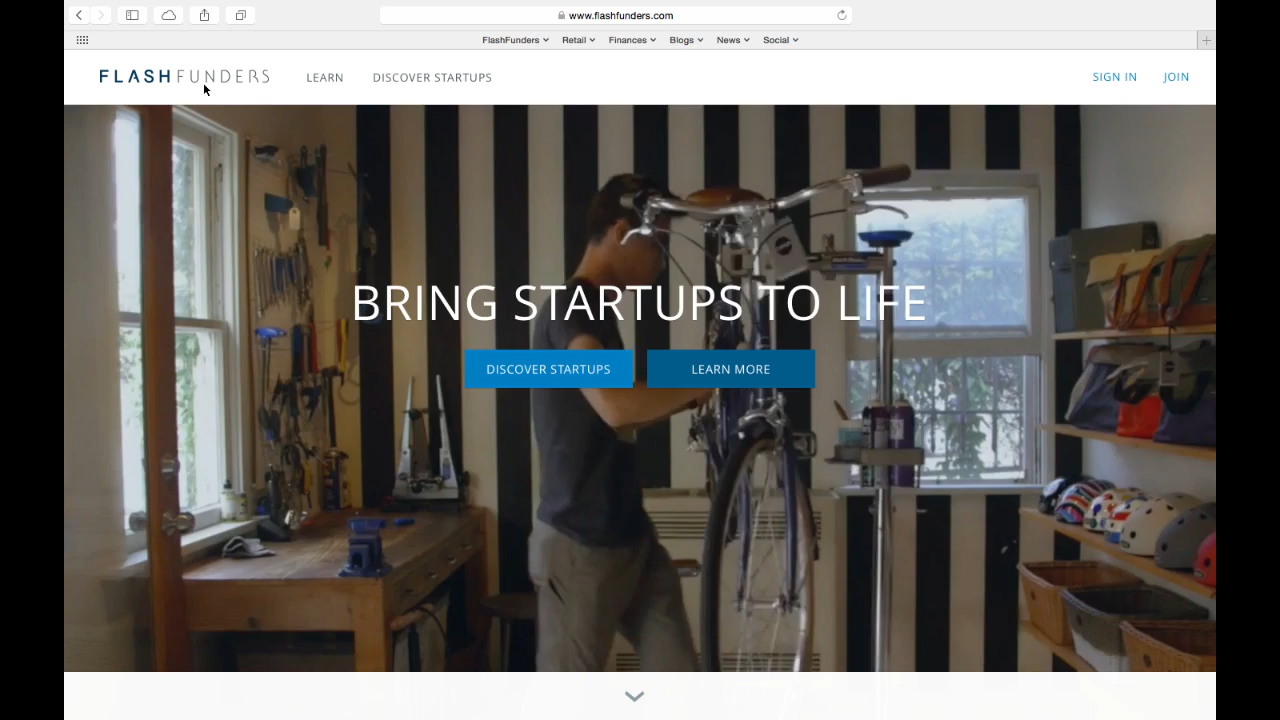 www.flashfunders.com
FlashFunders Retail Finances Blogs News Social
FLASHFUNDERS LEARN DISCOVER STARTUPS SIGN IN JOIN
BRING STARTUPS TO LIFE
DISCOVER STARTUPS LEARN MORE